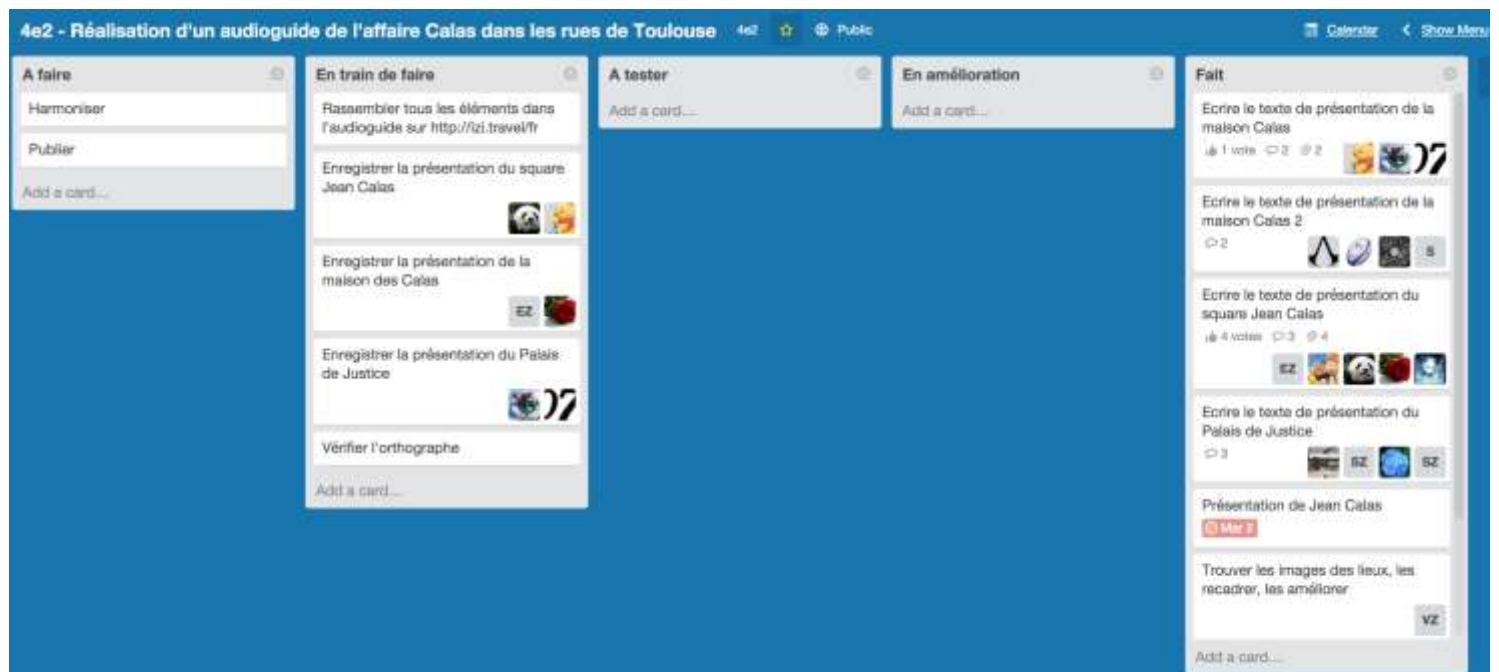 4e2 - Réalisation d'un audioguide de l'affaire Calas dans les rues de Toulouse 4e2 Public Calendar Show Menu
A faire
Harmoniser
Publier
Add a card...
En train de faire
Rassembler tous les éléments dans
l'audioguide sur http://izi.travel/fr
Enregistrer la présentation du square
Jean Calas
Enregistrer la présentation de la
maison des Calas
EZ
Enregistrer la présentation du Palais
de Justice
Vérifier l'orthographe
Add a card...
A tester
Add a card...
En amélioration
Add a card...
Fait
Ecrire le texte de présentation de la
maison Calas
1 vote 2 2
Ecrire le texte de présentation de la
maison Calas 2
2 S
Ecrire le texte de présentation du
square Jean Calas
4 votes 3 4
EZ
Ecrire le texte de présentation du
Palais de Justice
3 SZ SZ
Présentation de Jean Calas
Mar
Trouver les images des lieux, les
recadrer, les améliorer
VZ
Add a card...